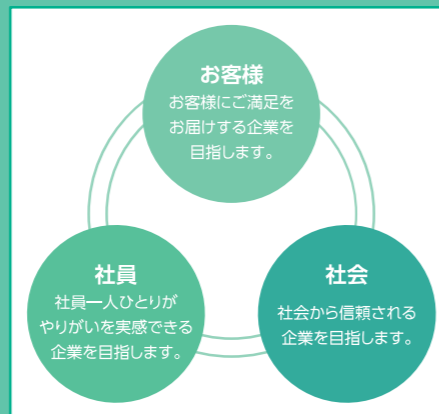 お客様
お客様にご満足を
お届けする企業を
目指します。
社員
社員一人ひとりが
やりがいを実感できる
企業を目指します。
社会
社会から信頼される
企業を目指します。